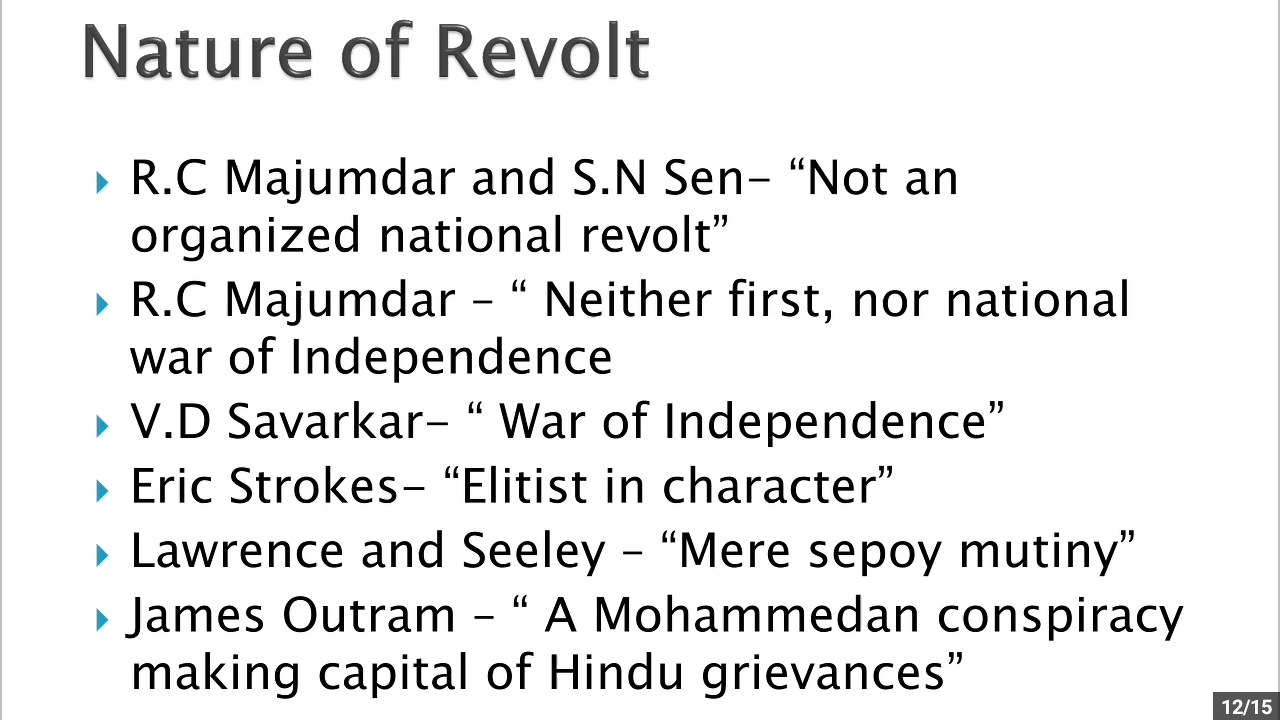 Nature of Revolt
R.C Majumdar and S.N Sen– “Not an
organized national revolt”
R.C Majumdar – “ Neither first, nor national
war of Independence
V.D Savarkar– “ War of Independence”
Eric Strokes– “Elitist in character”
Lawrence and Seeley – “Mere sepoy mutiny”
James Outram – “ A Mohammedan conspiracy
making capital of Hindu grievances”
12/15